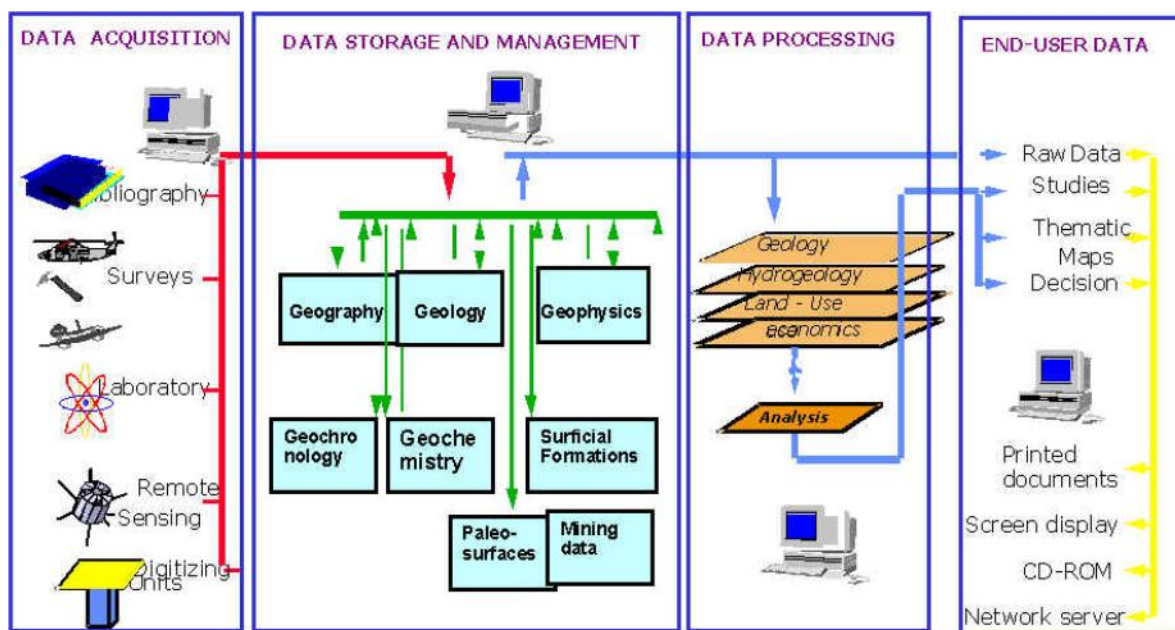 DATA ACQUISITION
Bibliography
Surveys
Laboratory
Remote
Sensing
Digitizing
Units
DATA STORAGE AND MANAGEMENT
Geography
Geology
Geophysics
Geochro
nology
Geoche
mistry
Surficial
Formations
Paleo-
surfaces
Mining
data
DATA PROCESSING
Geology
Hydrogeology
Land - Use
economics
Analysis
END-USER DATA
Raw Data
Studies
Thematic
Maps
Decision
Printed
documents
Screen display
CD-ROM
Network server